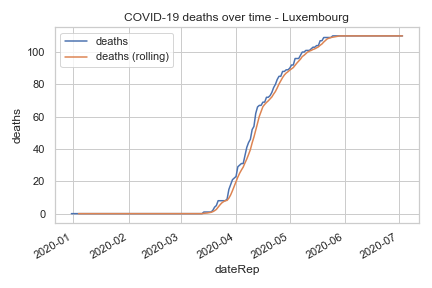 COVID-19 deaths over time - Luxembourg
deaths
deaths (rolling)
100
80
60
40
20
0
deaths
2020-01
2020-02
2020-03
2020-04
2020-05
2020-06
2020-07
dateRep